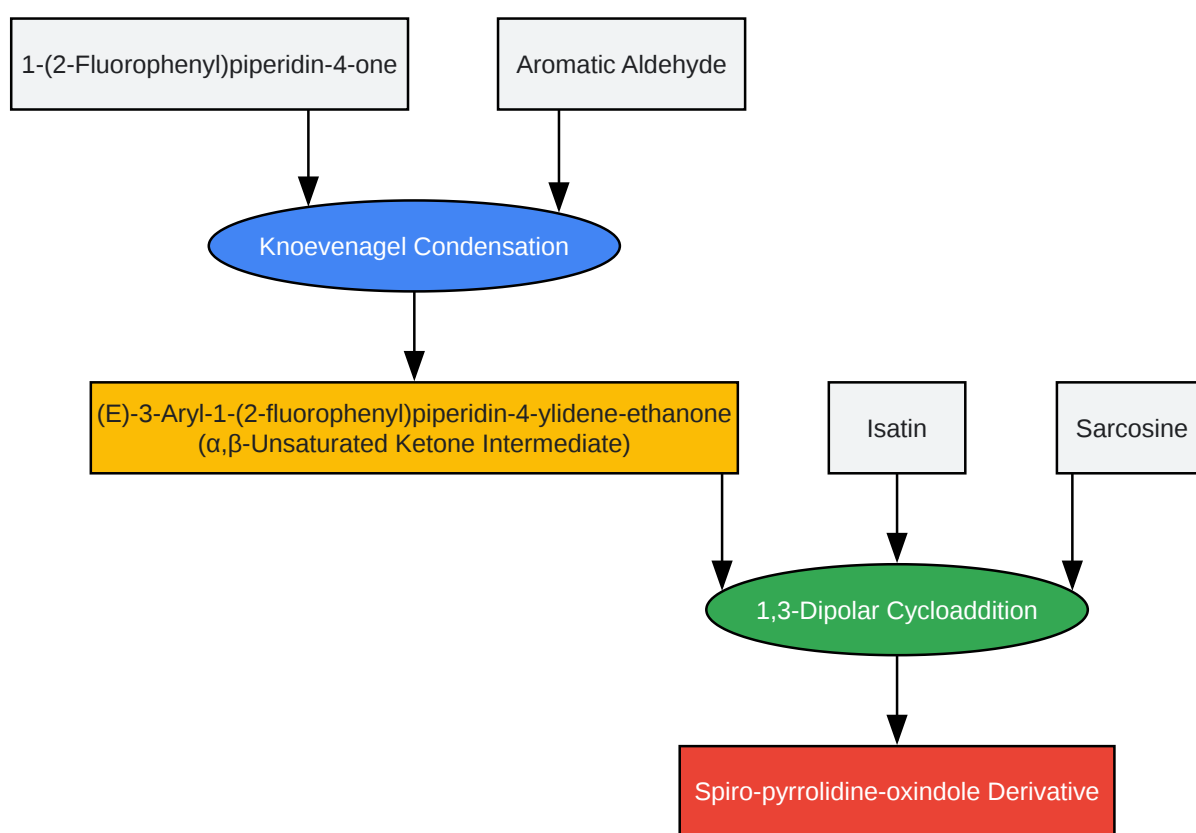 1-(2-Fluorophenyl)piperidin-4-one
Aromatic Aldehyde
Knoevenagel Condensation
(E)-3-Aryl-1-(2-fluorophenyl)piperidin-4-ylidene-ethanone
(α,β-Unsaturated Ketone Intermediate)
Isatin
Sarcosine
1,3-Dipolar Cycloaddition
Spiro-pyrrolidine-oxindole Derivative